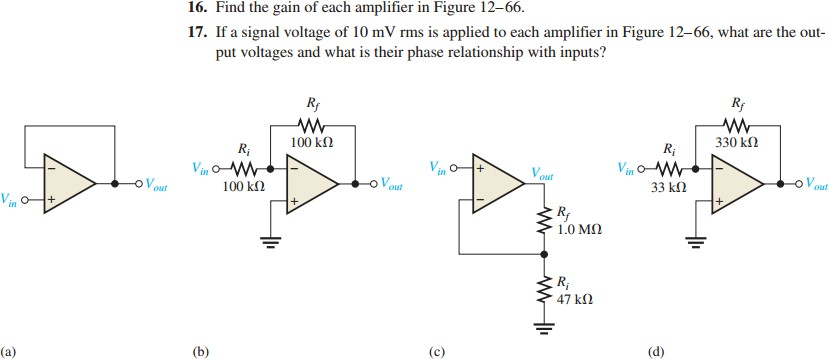 16. Find the gain of each amplifier in Figure 12–66.
17. If a signal voltage of 10 mV rms is applied to each amplifier in Figure 12–66, what are the out-
put voltages and what is their phase relationship with inputs?
–
+
Vin
Vout
(a)
Rf
100 kΩ
Ri
100 kΩ
Vin
–
+
Vout
(b)
Vin
+
–
Vout
Rf
1.0 MΩ
Ri
47 kΩ
(c)
Rf
330 kΩ
Ri
33 kΩ
Vin
–
+
Vout
(d)